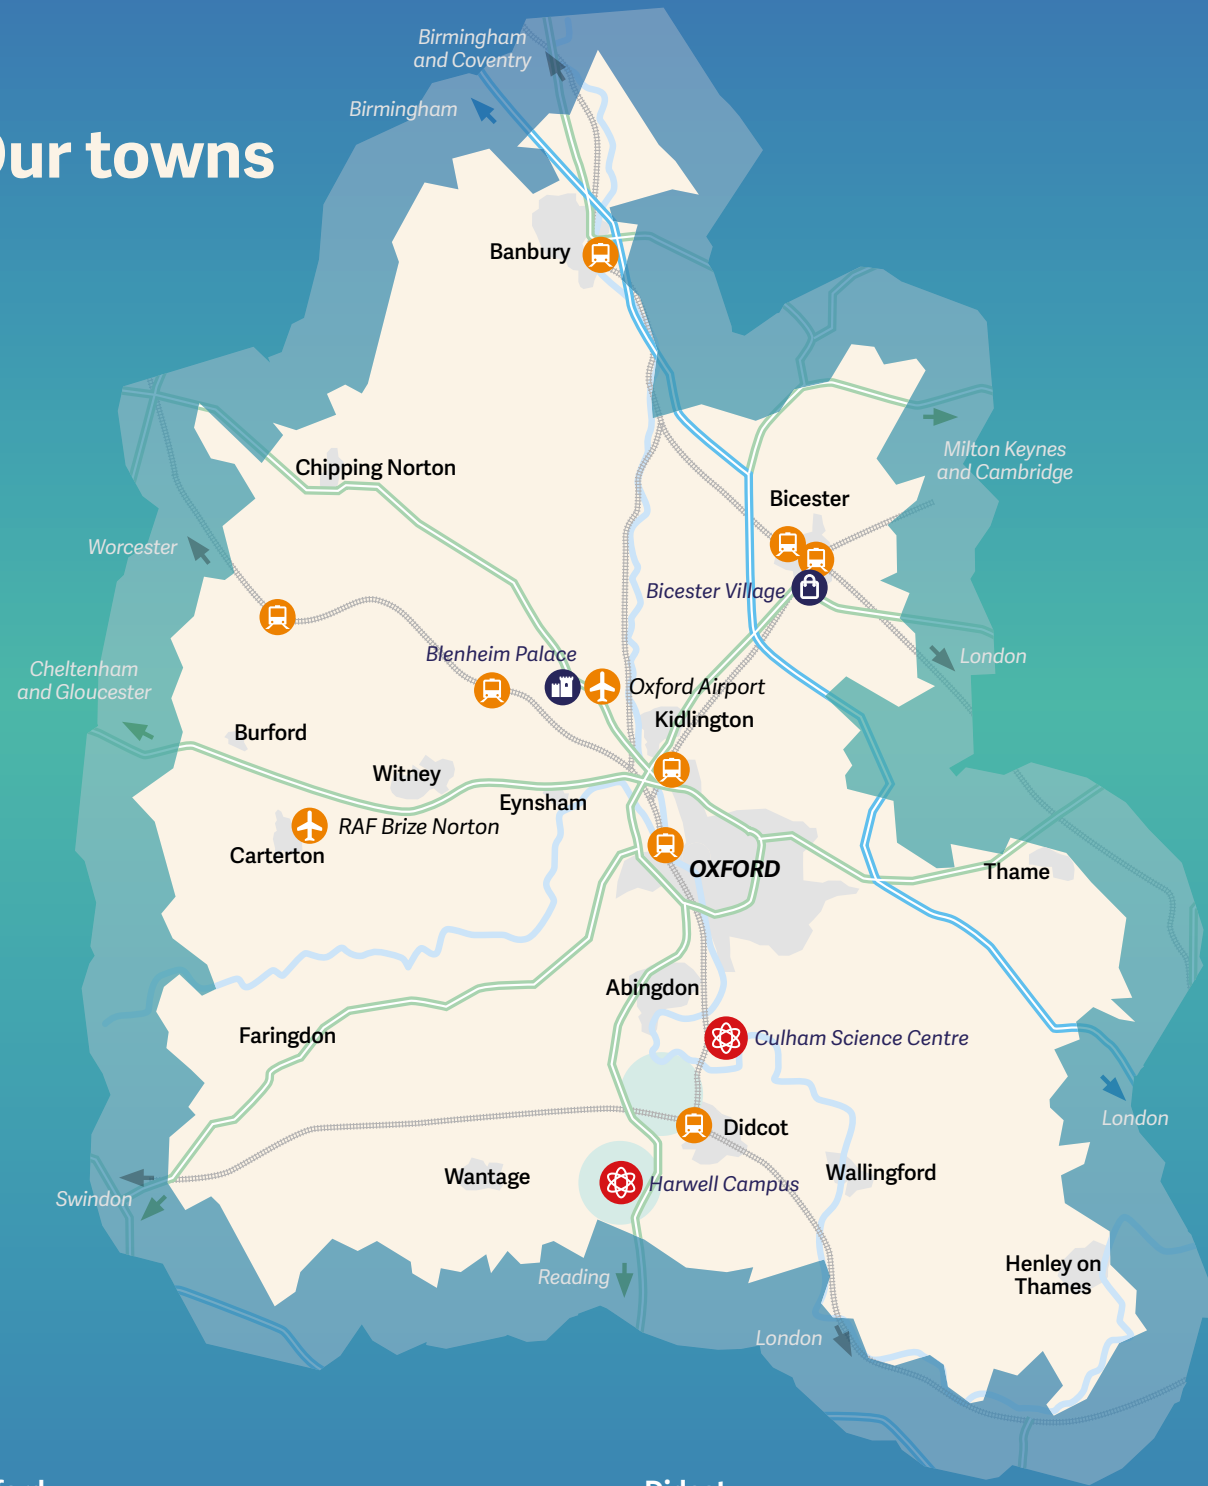 Birmingham
and Coventry
Birmingham
Our towns
Banbury
Milton Keynes
and Cambridge
Chipping Norton
Bicester
Worcester
Bicester Village
Blenheim Palace
London
Cheltenham
and Gloucester
Oxford Airport
Kidlington
Burford
Witney
Eynsham
RAF Brize Norton
Carterton
OXFORD
Thame
Abingdon
Faringdon
Culham Science Centre
London
Didcot
Wantage
Harwell Campus
Wallingford
Swindon
Reading
Henley on
Thames
London
Didcot